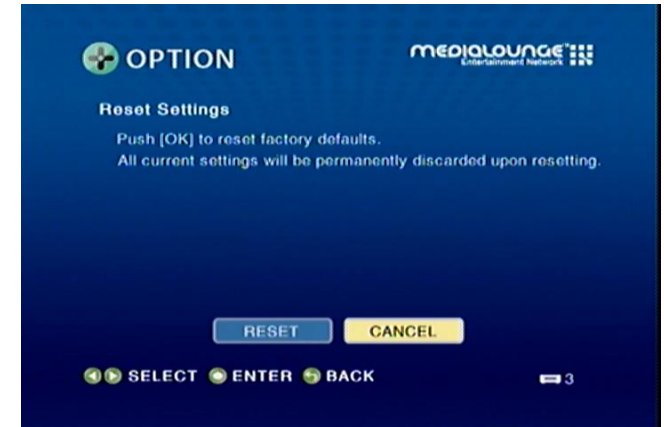 OPTION
MEDIALOUNGE™
Entertainment Network
Reset Settings
Push [OK] to reset factory defaults.
All current settings will be permanently discarded upon resetting.
RESET CANCEL
SELECT ENTER BACK 3